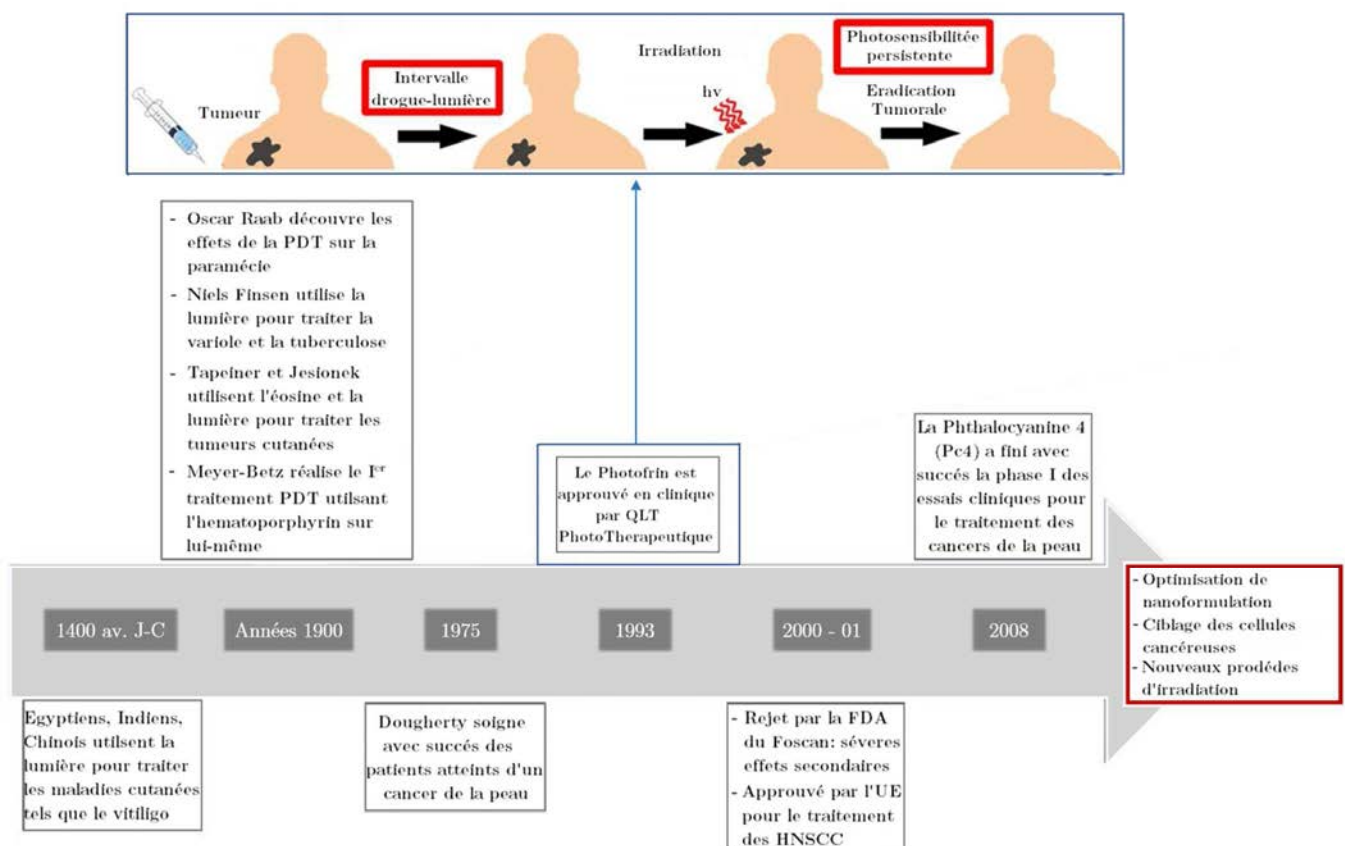 Tumeur
Intervalle
drogue-lumière
Irradiation
hv
Photosensibilitée
persistente
Eradication
Tumorale
- Oscar Raab découvre les
effets de la PDT sur la
paramécie
- Niels Finsen utilise la
lumière pour traiter la
variole et la tuberculose
- Tapeiner et Jesionek
utilisent l'éosine et la
lumière pour traiter les
tumeurs cutanées
- Meyer-Betz réalise le Iᵉʳ
traitement PDT utilsant
l'hematoporphyrin sur
lui-même
Le Photofrin est
approuvé en clinique
par QLT
PhotoTherapeutique
La Phthalocyanine 4
(Pc4) a fini avec
succés la phase I des
essais cliniques pour
le traitement des
cancers de la peau
1400 av. J-C
Années 1900
1975
1993
2000 - 01
2008
- Optimisation de
nanoformulation
- Ciblage des cellules
cancéreuses
- Nouveaux prodédes
d'irradiation
Egyptiens, Indiens,
Chinois utilsent la
lumière pour traiter
les maladies cutanées
tels que le vitiligo
Dougherty soigne
avec succés des
patients atteints d'un
cancer de la peau
- Rejet par la FDA
du Foscan: séveres
effets secondaires
- Approuvé par l'UE
pour le traitement
des HNSCC